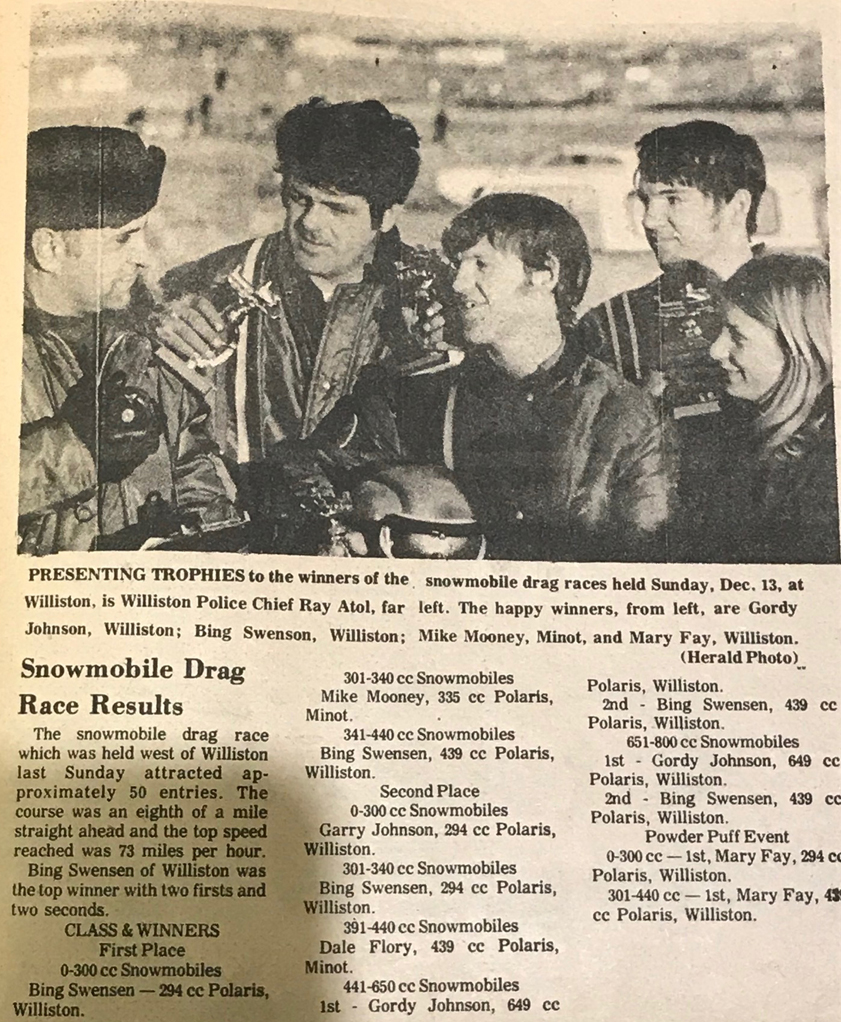 PRESENTING TROPHIES to the winners of the snowmobile drag races held Sunday, Dec. 13, at
Williston, is Williston Police Chief Ray Atol, far left. The happy winners, from left, are Gordy
Johnson, Williston; Bing Swenson, Williston; Mike Mooney, Minot, and Mary Fay, Williston.
(Herald Photo)
Snowmobile Drag
Race Results
The snowmobile drag race
which was held west of Williston
last Sunday attracted ap-
proximately 50 entries. The
course was an eighth of a mile
straight ahead and the top speed
reached was 73 miles per hour.
Bing Swensen of Williston was
the top winner with two firsts and
two seconds.
CLASS & WINNERS
First Place
0-300 cc Snowmobiles
Bing Swensen — 294 cc Polaris,
Williston.
301-340 cc Snowmobiles
Mike Mooney, 335 cc Polaris,
Minot.
341-440 cc Snowmobiles
Bing Swensen, 439 cc Polaris,
Williston.
Second Place
0-300 cc Snowmobiles
Garry Johnson, 294 cc Polaris,
Williston.
301-340 cc Snowmobiles
Bing Swensen, 294 cc Polaris,
Williston.
391-440 cc Snowmobiles
Dale Flory, 439 cc Polaris,
Minot.
441-650 cc Snowmobiles
1st - Gordy Johnson, 649 cc
Polaris, Williston.
2nd - Bing Swensen, 439 cc
Polaris, Williston.
651-800 cc Snowmobiles
1st - Gordy Johnson, 649 cc
Polaris, Williston.
2nd - Bing Swensen, 439 cc
Polaris, Williston.
Powder Puff Event
0-300 cc — 1st, Mary Fay, 294 cc
Polaris, Williston.
301-440 cc — 1st, Mary Fay, 439
cc Polaris, Williston.